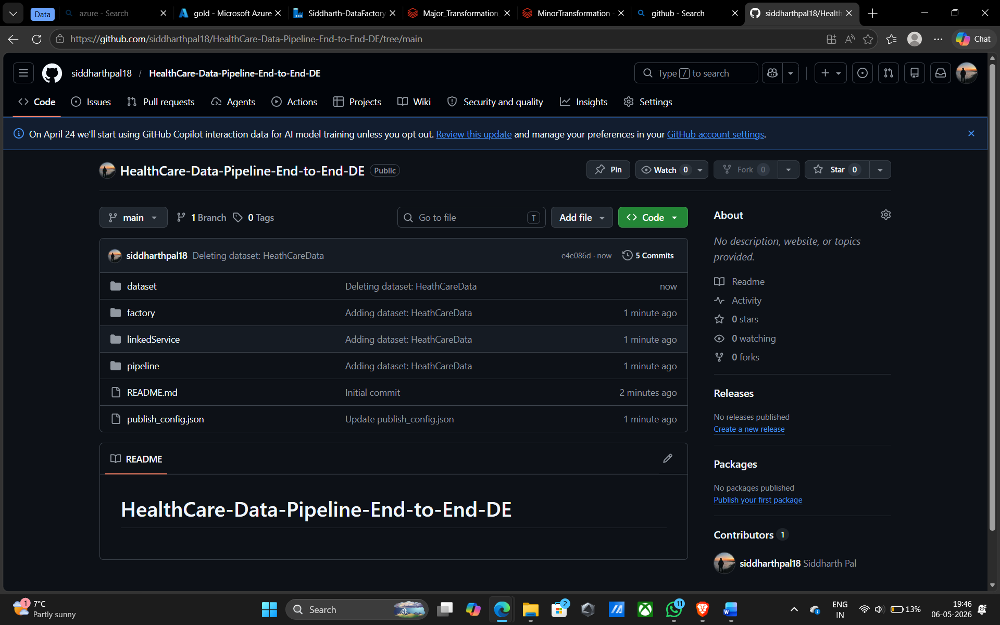 Data
azure - Search
gold - Microsoft Azure
Siddharth-DataFactory
Major_Transformation_
MinorTransformation -
github - Search
siddharthpal18/Health
https://github.com/siddharthpal18/HealthCare-Data-Pipeline-End-to-End-DE/tree/main
Chat
siddharthpal18 / HealthCare-Data-Pipeline-End-to-End-DE
Type / to search
Code
Issues
Pull requests
Agents
Actions
Projects
Wiki
Security and quality
Insights
Settings
On April 24 we'll start using GitHub Copilot interaction data for AI model training unless you opt out. Review this update and manage your preferences in your GitHub account settings.
HealthCare-Data-Pipeline-End-to-End-DE Public
Pin
Watch 0
Fork 0
Star 0
main
1 Branch
0 Tags
Go to file T
Add file
Code
siddharthpal18 Deleting dataset: HeathCareData e4e086d · now 5 Commits
dataset Deleting dataset: HeathCareData now
factory Adding dataset: HeathCareData 1 minute ago
linkedService Adding dataset: HeathCareData 1 minute ago
pipeline Adding dataset: HeathCareData 1 minute ago
README.md Initial commit 2 minutes ago
publish_config.json Update publish_config.json 1 minute ago
README
HealthCare-Data-Pipeline-End-to-End-DE
About
No description, website, or topics
provided.
Readme
Activity
0 stars
0 watching
0 forks
Releases
No releases published
Create a new release
Packages
No packages published
Publish your first package
Contributors 1
siddharthpal18 Siddharth Pal
1
7°C
Partly sunny
Search
2
11
W
ENG
IN
13%
19:46
06-05-2026